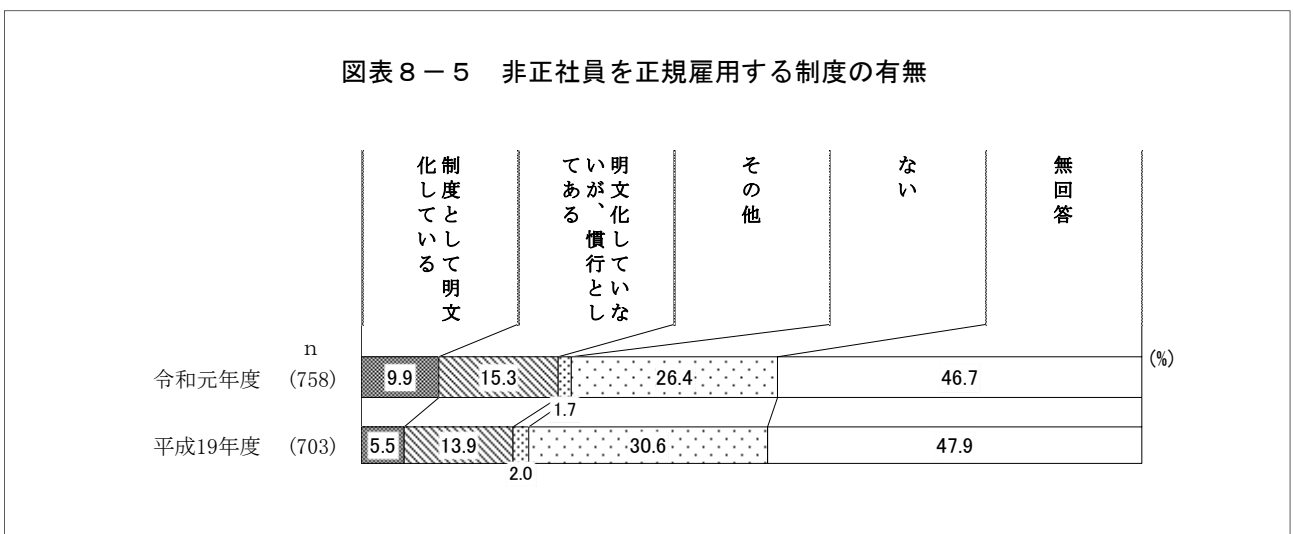 図表８－５　非正社員を正規雇用する制度の有無
制度として明文
化している
明文化していな
いが、慣行とし
てある
その他
ない
無回答
n
(%)
令和元年度 (758) 9.9 15.3 26.4 46.7
1.7
平成19年度 (703) 5.5 13.9 30.6 47.9
2.0